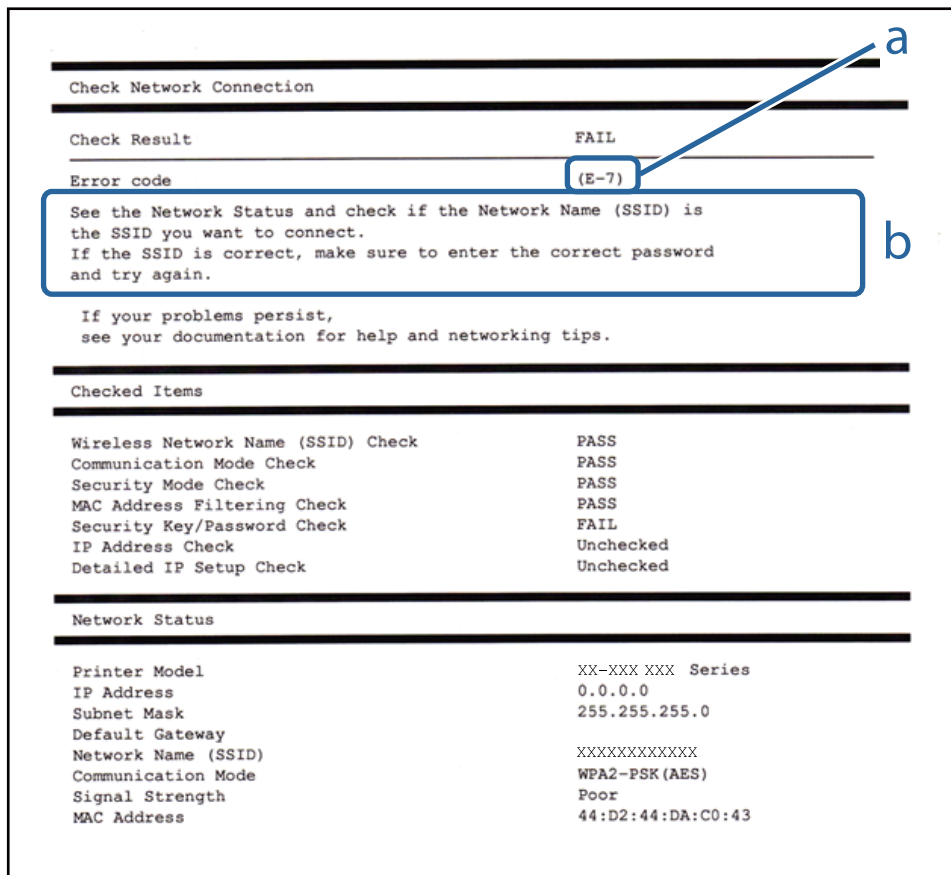 a
Check Network Connection
Check Result FAIL
Error code (E-7)
See the Network Status and check if the Network Name (SSID) is
the SSID you want to connect.
If the SSID is correct, make sure to enter the correct password
and try again.
b
If your problems persist,
see your documentation for help and networking tips.
Checked Items
Wireless Network Name (SSID) Check PASS
Communication Mode Check PASS
Security Mode Check PASS
MAC Address Filtering Check PASS
Security Key/Password Check FAIL
IP Address Check Unchecked
Detailed IP Setup Check Unchecked
Network Status
Printer Model XX-XXX XXX Series
IP Address 0.0.0.0
Subnet Mask 255.255.255.0
Default Gateway
Network Name (SSID) XXXXXXXXXXXX
Communication Mode WPA2-PSK(AES)
Signal Strength Poor
MAC Address 44:D2:44:DA:C0:43